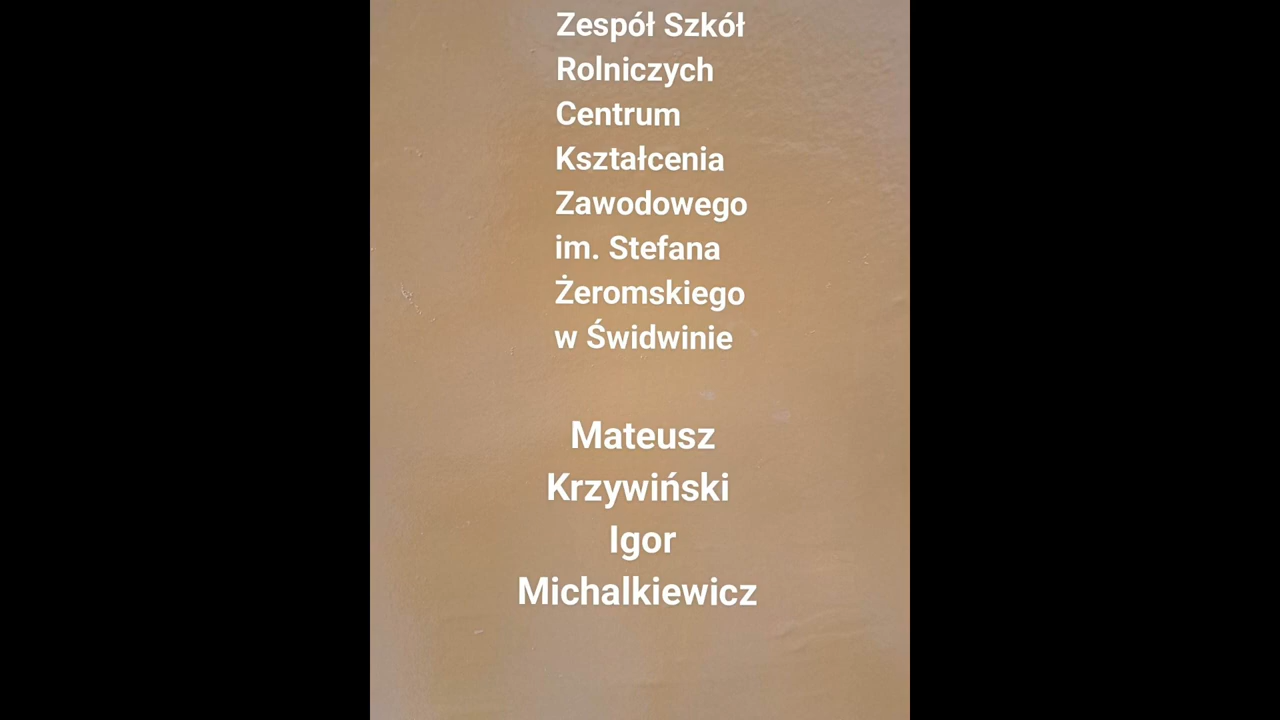 Zespół Szkół
Rolniczych
Centrum
Kształcenia
Zawodowego
im. Stefana
Żeromskiego
w Świdwinie
Mateusz
Krzywiński
Igor
Michalkiewicz